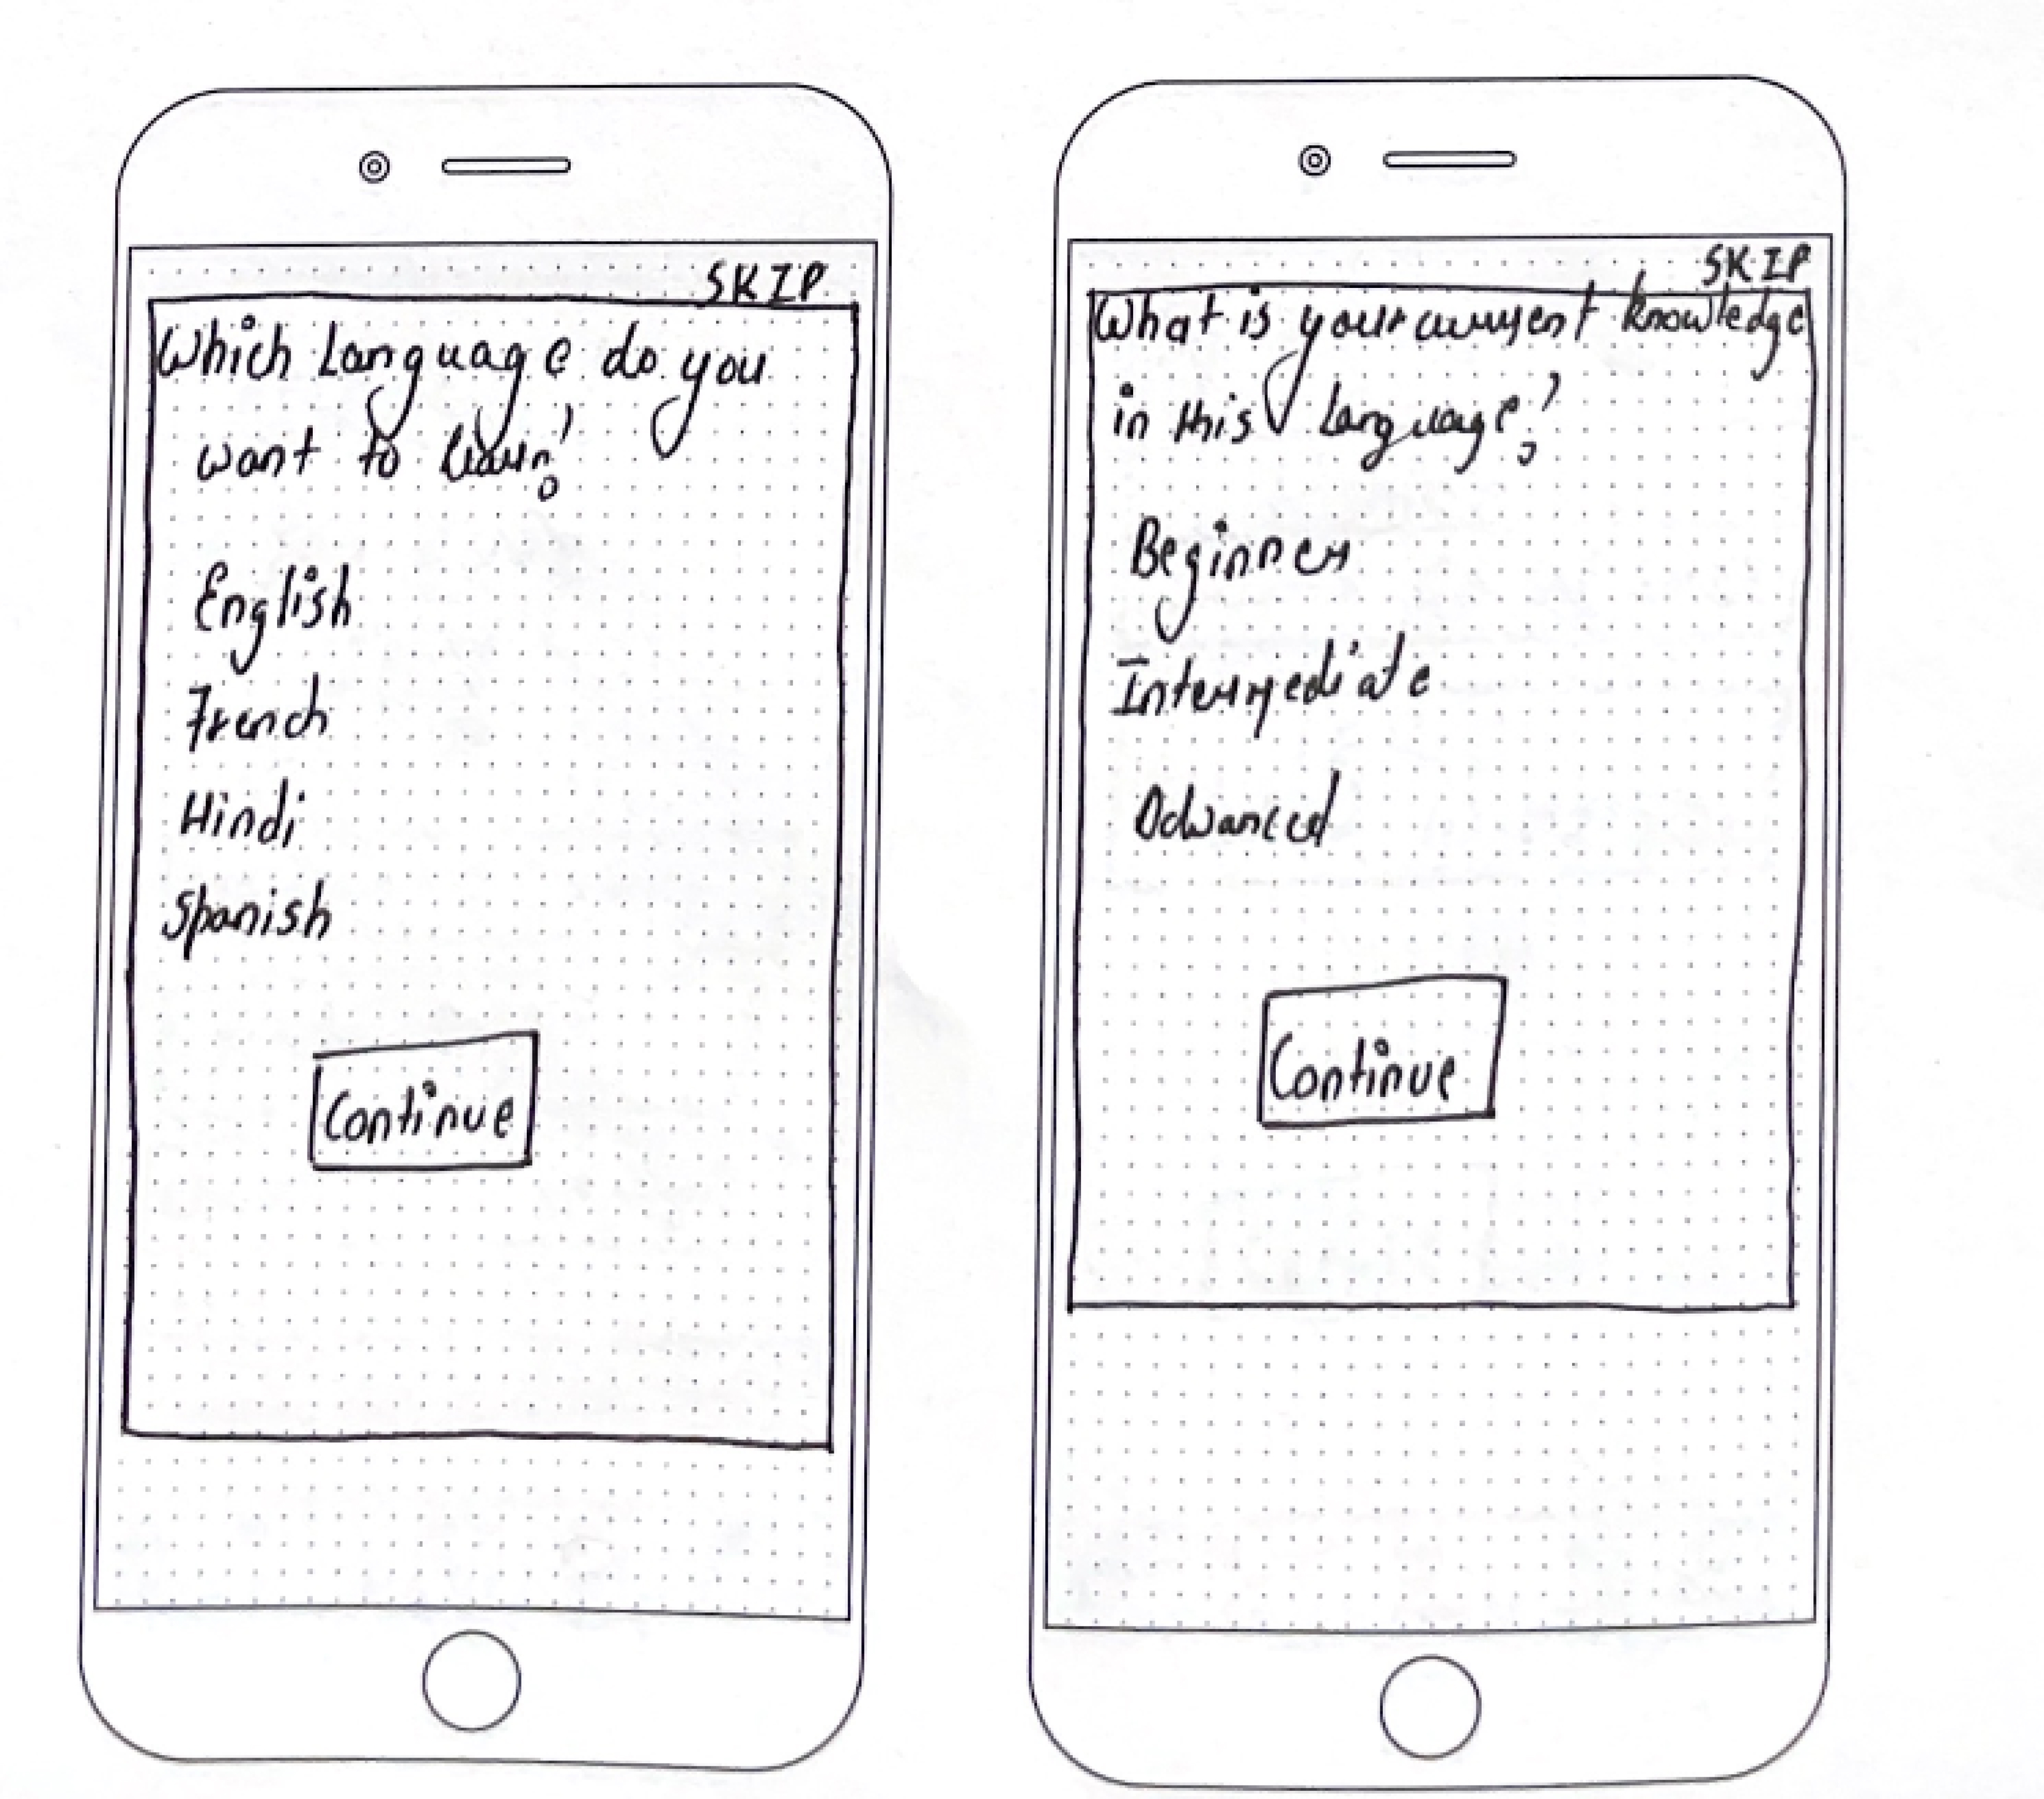 SKIP
Which Language do you
want to learn?
English
French
Hindi
Spanish
Continue
SKIP
What is your current knowledge
in this language?
Beginner
Intermediate
Advanced
Continue